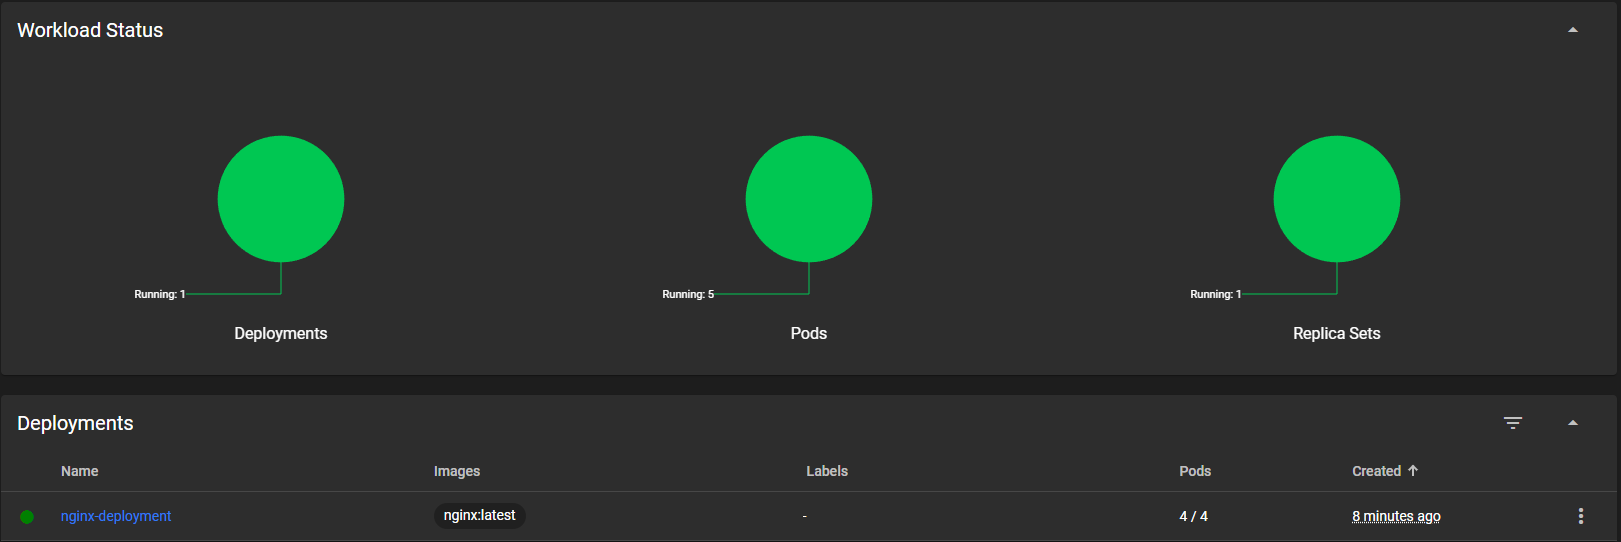 Workload Status
Running: 1
Running: 5
Running: 1
Deployments
Pods
Replica Sets
Deployments
Name Images Labels Pods Created
nginx-deployment nginx:latest - 4 / 4 8 minutes ago